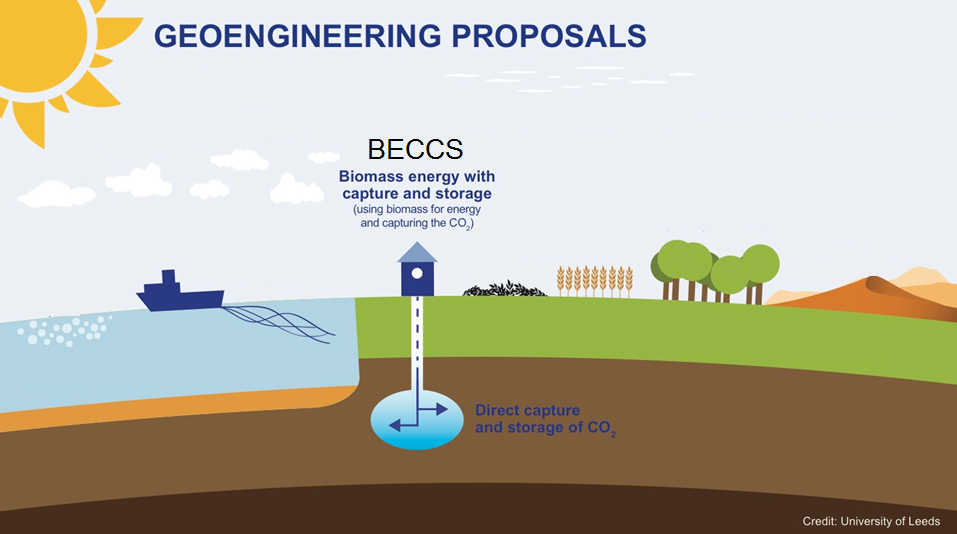 GEOENGINEERING PROPOSALS
BECCS
Biomass energy with
capture and storage
(using biomass for energy
and capturing the CO₂)
Direct capture
and storage of CO₂
Credit: University of Leeds